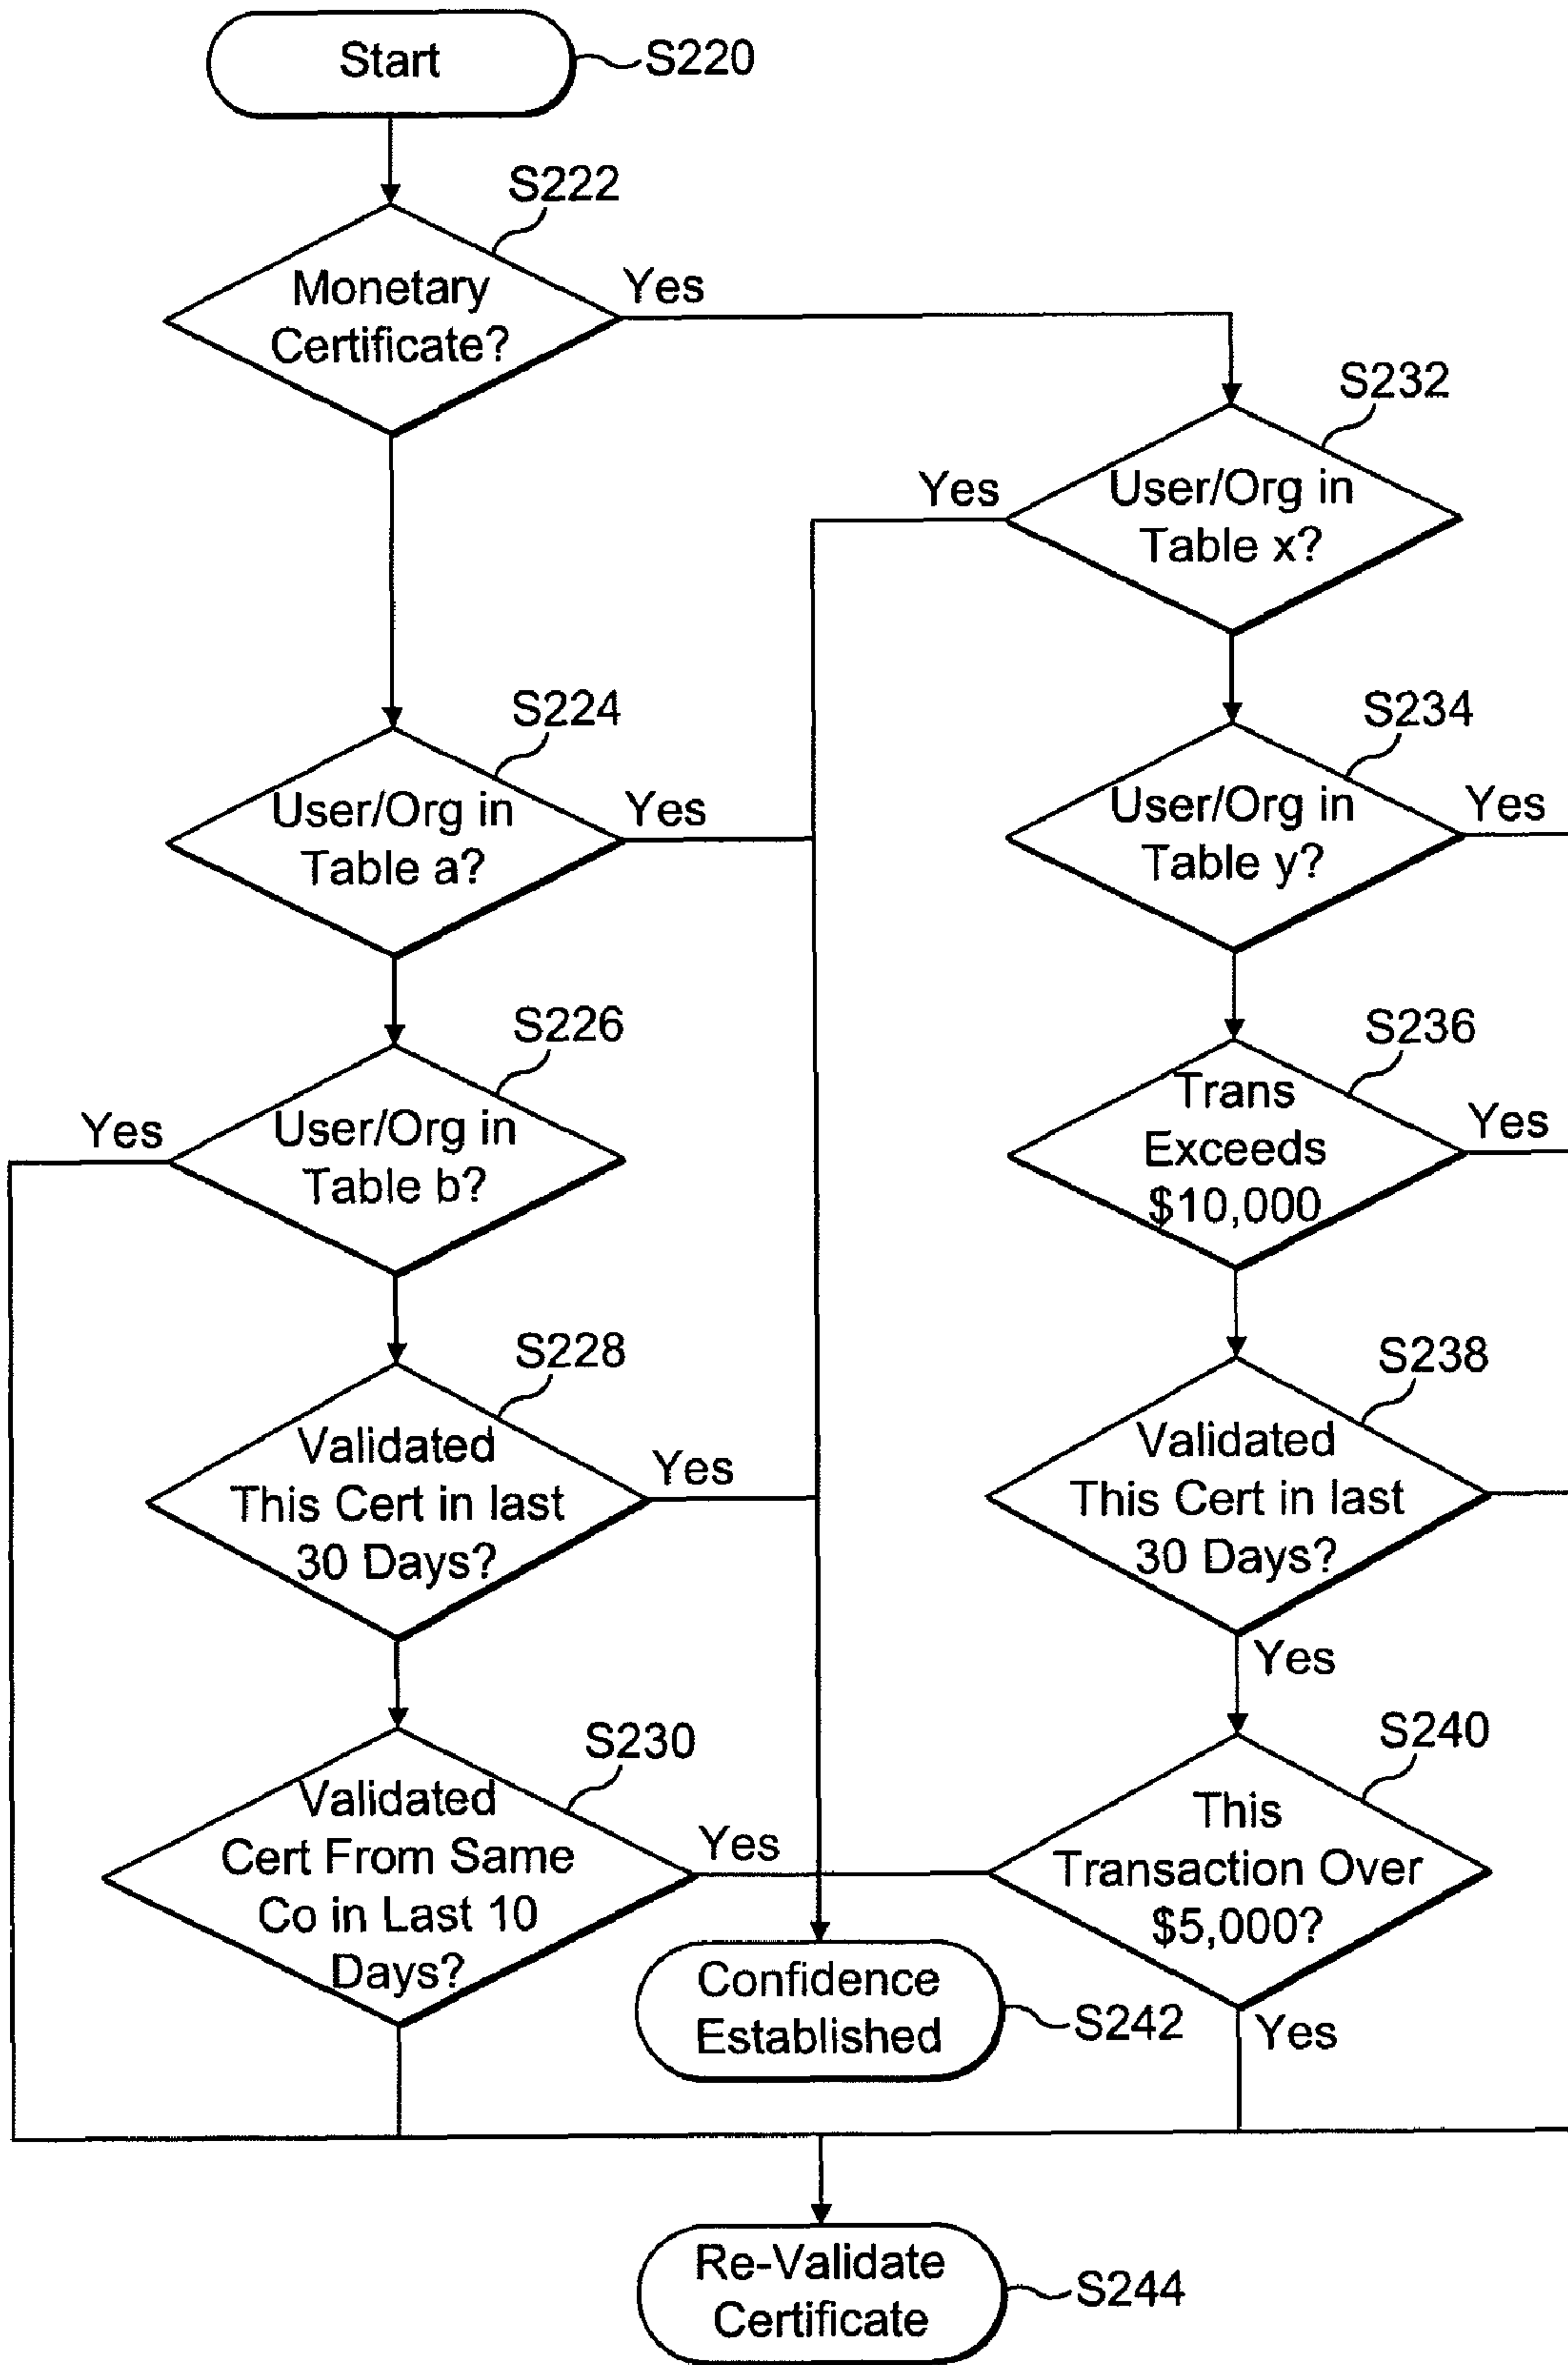 Start
S220
S222
Monetary
Certificate?
Yes
S232
User/Org in
Table x?
Yes
S224
User/Org in
Table a?
Yes
S234
User/Org in
Table y?
Yes
S226
User/Org in
Table b?
Yes
S236
Trans
Exceeds
$10,000
Yes
S228
Validated
This Cert in last
30 Days?
Yes
S238
Validated
This Cert in last
30 Days?
Yes
S230
Validated
Cert From Same
Co in Last 10
Days?
Yes
S240
This
Transaction Over
$5,000?
Yes
Confidence
Established
S242
Re-Validate
Certificate
S244